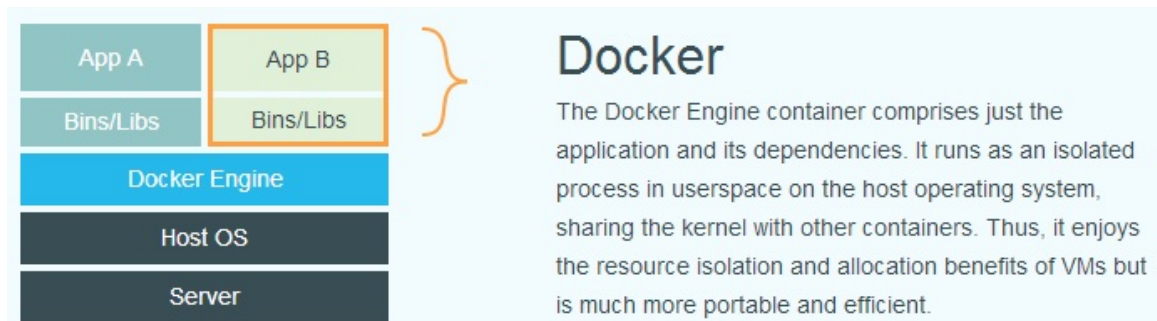 App A
App B
Bins/Libs
Bins/Libs
Docker Engine
Host OS
Server
Docker
The Docker Engine container comprises just the
application and its dependencies. It runs as an isolated
process in userspace on the host operating system,
sharing the kernel with other containers. Thus, it enjoys
the resource isolation and allocation benefits of VMs but
is much more portable and efficient.